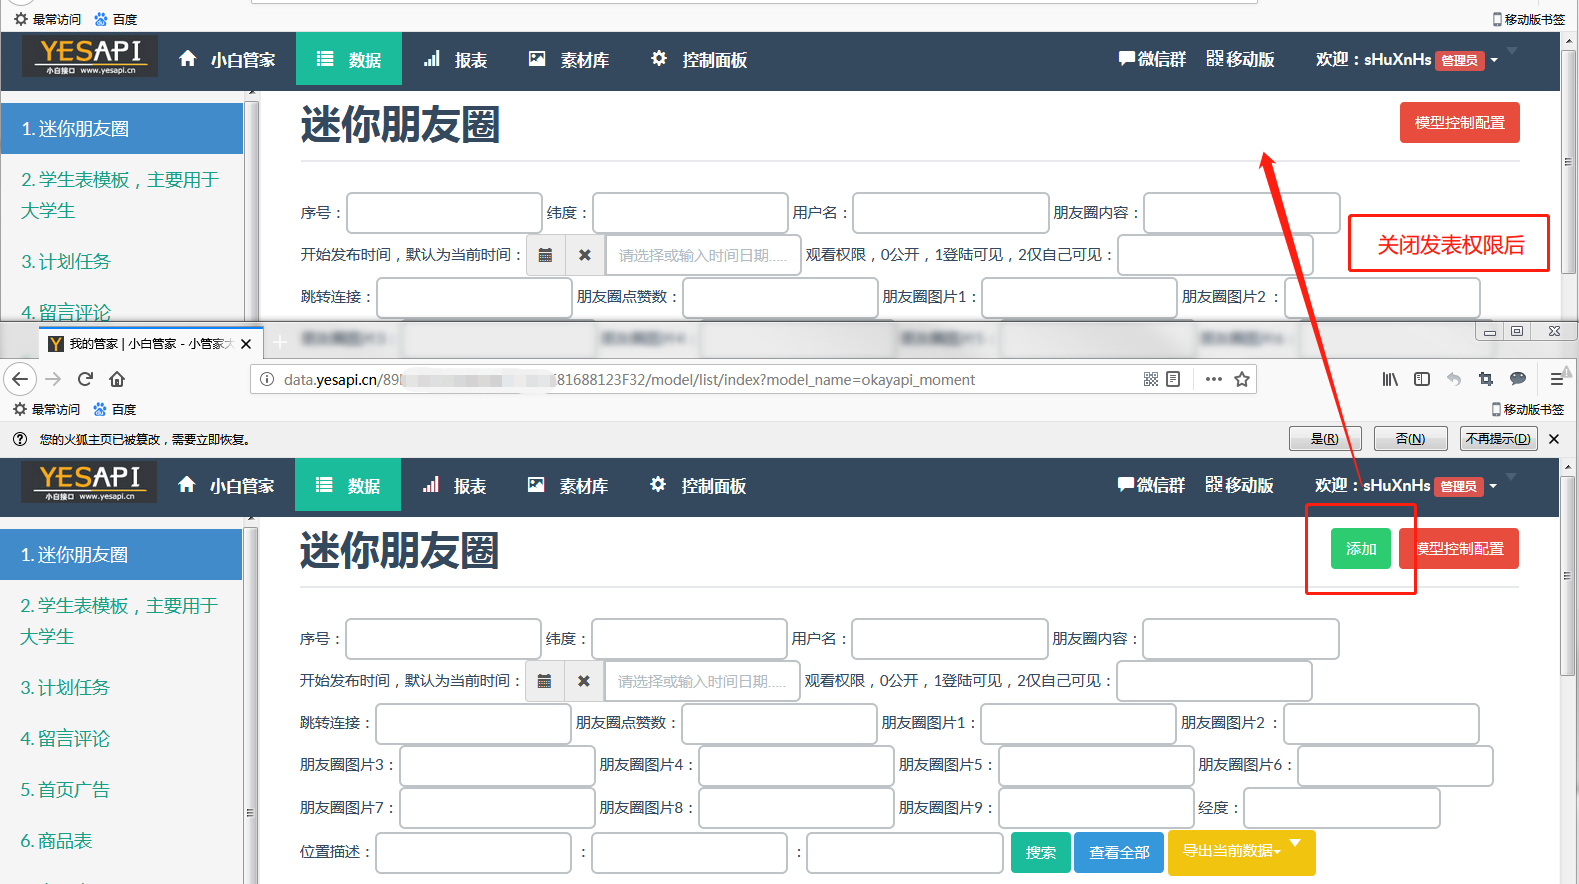 最常访问 百度 移动版书签
YESAPI 小白接口 www.yesapi.cn 小白管家 数据 报表 素材库 控制面板 微信群 移动版 欢迎：sHuXnHs 管理员
1. 迷你朋友圈
2. 学生表模板，主要用于
大学生
3. 计划任务
4. 留言评论
迷你朋友圈 模型控制配置
序号： 纬度： 用户名： 朋友圈内容：
开始发布时间，默认为当前时间： 请选择或输入时间日期..... 观看权限，0公开，1登陆可见，2仅自己可见：
关闭发表权限后
跳转连接： 朋友圈点赞数： 朋友圈图片1： 朋友圈图片2：
我的管家 | 小白管家 - 小管家大
data.yesapi.cn/89 81688123F32/model/list/index?model_name=okayapi_moment
最常访问 百度 移动版书签
您的火狐主页已被篡改，需要立即恢复。 是(R) 否(N) 不再提示(D)
YESAPI 小白接口 www.yesapi.cn 小白管家 数据 报表 素材库 控制面板 微信群 移动版 欢迎：sHuXnHs 管理员
1. 迷你朋友圈
2. 学生表模板，主要用于
大学生
3. 计划任务
4. 留言评论
5. 首页广告
6. 商品表
迷你朋友圈 添加 模型控制配置
序号： 纬度： 用户名： 朋友圈内容：
开始发布时间，默认为当前时间： 请选择或输入时间日期..... 观看权限，0公开，1登陆可见，2仅自己可见：
跳转连接： 朋友圈点赞数： 朋友圈图片1： 朋友圈图片2：
朋友圈图片3： 朋友圈图片4： 朋友圈图片5： 朋友圈图片6：
朋友圈图片7： 朋友圈图片8： 朋友圈图片9： 经度：
位置描述： : : 搜索 查看全部 导出当前数据